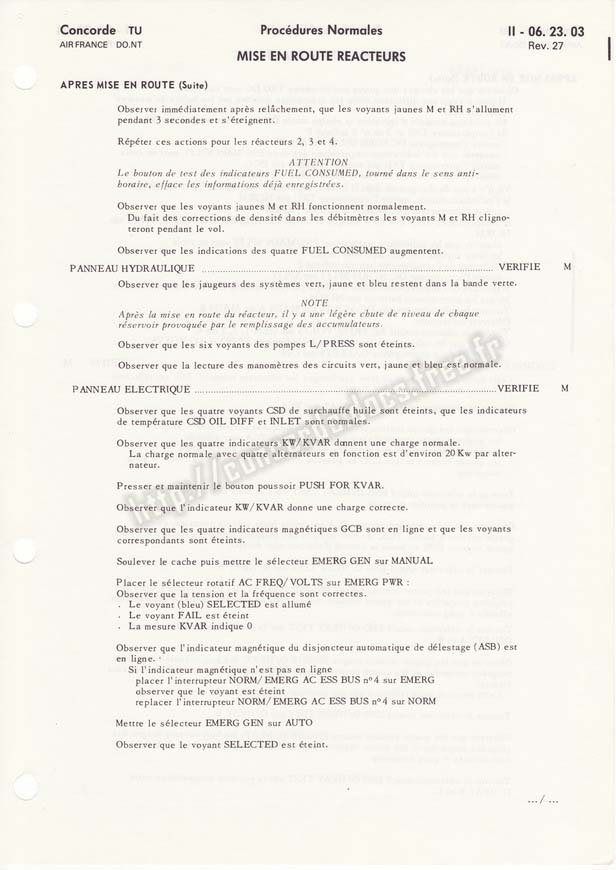 Concorde TU
AIR FRANCE DO.NT
Procédures Normales
MISE EN ROUTE REACTEURS
II - 06. 23. 03
Rev. 27
APRES MISE EN ROUTE (Suite)
Observer immédiatement après relâchement, que les voyants jaunes M et RH s'allument
pendant 3 secondes et s'éteignent.
Répéter ces actions pour les réacteurs 2, 3 et 4.
ATTENTION
Le bouton de test des indicateurs FUEL CONSUMED, tourné dans le sens anti-
horaire, efface les informations déjà enregistrées.
Observer que les voyants jaunes M et RH fonctionnent normalement.
Du fait des corrections de densité dans les débitmètres les voyants M et RH cligno-
teront pendant le vol.
Observer que les indications des quatre FUEL CONSUMED augmentent.
PANNEAU HYDRAULIQUE ........ VERIFIE M
Observer que les jaugeurs des systèmes vert, jaune et bleu restent dans la bande verte.
NOTE
Après la mise en route du réacteur, il y a une légère chute de niveau de chaque
réservoir provoquée par le remplissage des accumulateurs.
Observer que les six voyants des pompes L/PRESS sont éteints.
Observer que la lecture des manomètres des circuits vert, jaune et bleu est normale.
PANNEAU ELECTRIQUE ........ VERIFIE M
Observer que les quatre voyants CSD de surchauffe huile sont éteints, que les indicateurs
de température CSD OIL DIFF et INLET sont normales.
Observer que les quatre indicateurs KW/KVAR donnent une charge normale.
La charge normale avec quatre alternateurs en fonction est d'environ 20 Kw par alter-
nateur.
Presser et maintenir le bouton poussoir PUSH FOR KVAR.
Observer que l'indicateur KW/KVAR donne une charge correcte.
Observer que les quatre indicateurs magnétiques GCB sont en ligne et que les voyants
correspondants sont éteints.
Soulever le cache puis mettre le sélecteur EMERG GEN sur MANUAL
Placer le sélecteur rotatif AC FREQ/VOLTS sur EMERG PWR :
Observer que la tension et la fréquence sont correctes.
. Le voyant (bleu) SELECTED est allumé
. Le voyant FAIL est éteint
. La mesure KVAR indique 0
Observer que l'indicateur magnétique du disjoncteur automatique de délestage (ASB) est
en ligne.
Si l'indicateur magnétique n'est pas en ligne
placer l'interrupteur NORM/EMERG AC ESS BUS nº 4 sur EMERG
observer que le voyant est éteint
replacer l'interrupteur NORM/EMERG AC ESS BUS nº 4 sur NORM
Mettre le sélecteur EMERG GEN sur AUTO
Observer que le voyant SELECTED est éteint.
.../ ...
http://concordedocs.free.fr